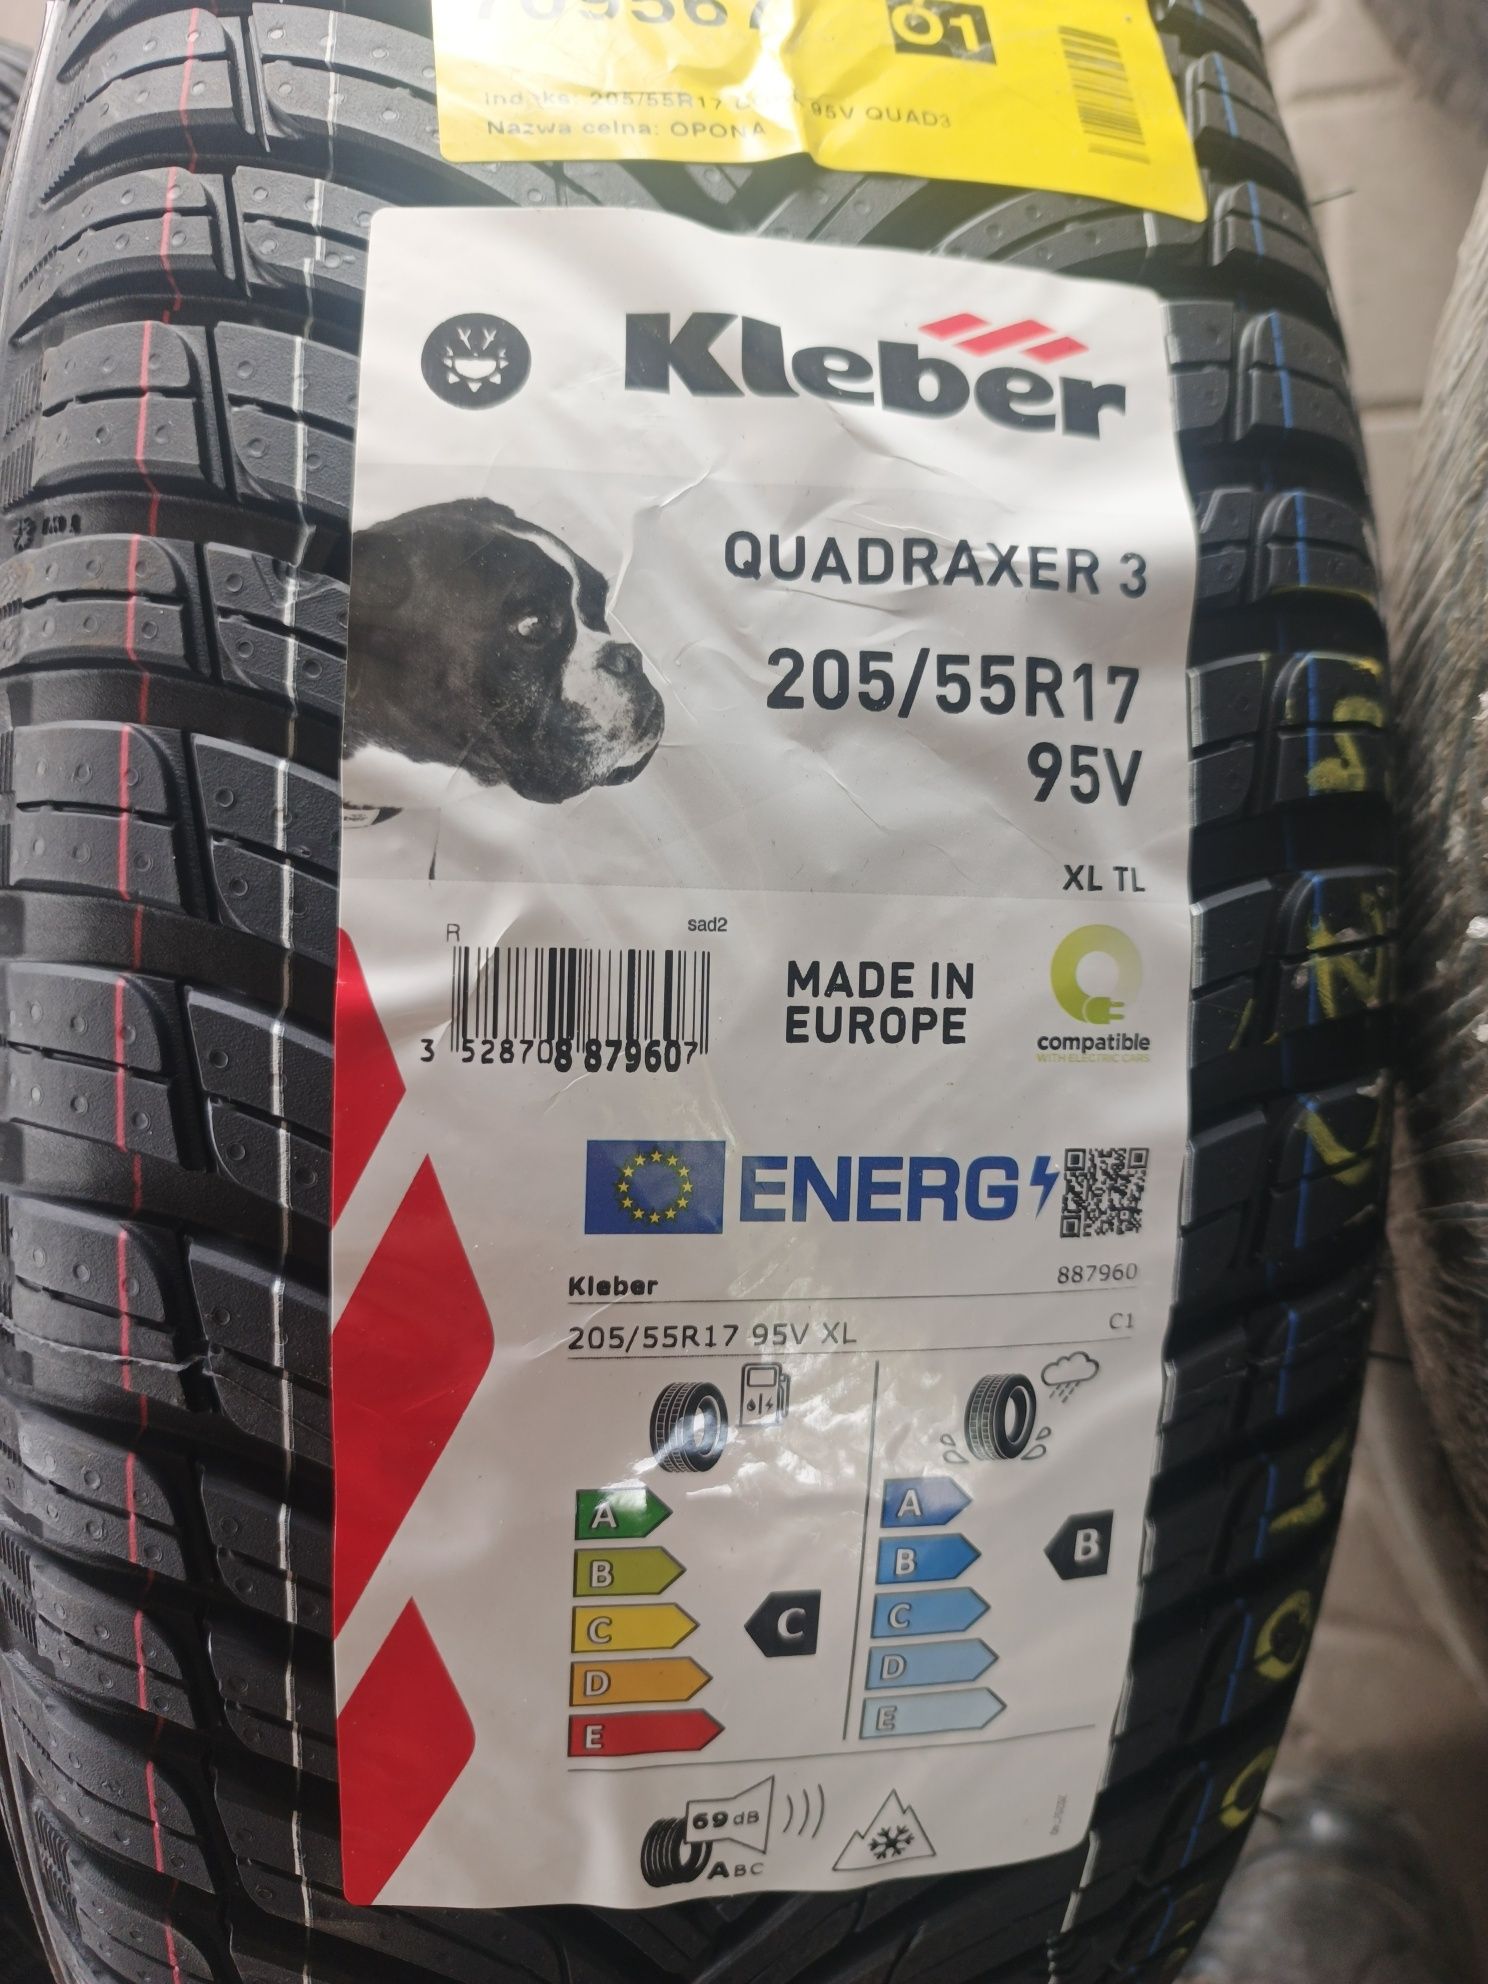 01
205/55R17
95V QUAD3
Nazwa celna: OPONA
Kleber
QUADRAXER 3
205/55R17
95V
XL TL
R
sad2
3 528708 879607
MADE IN
EUROPE
compatible
WITH ELECTRIC CARS
ENERG
Kleber
887960
205/55R17 95V XL
C1
A
B
C
D
E
C
A
B
C
D
E
B
69 dB
ABC